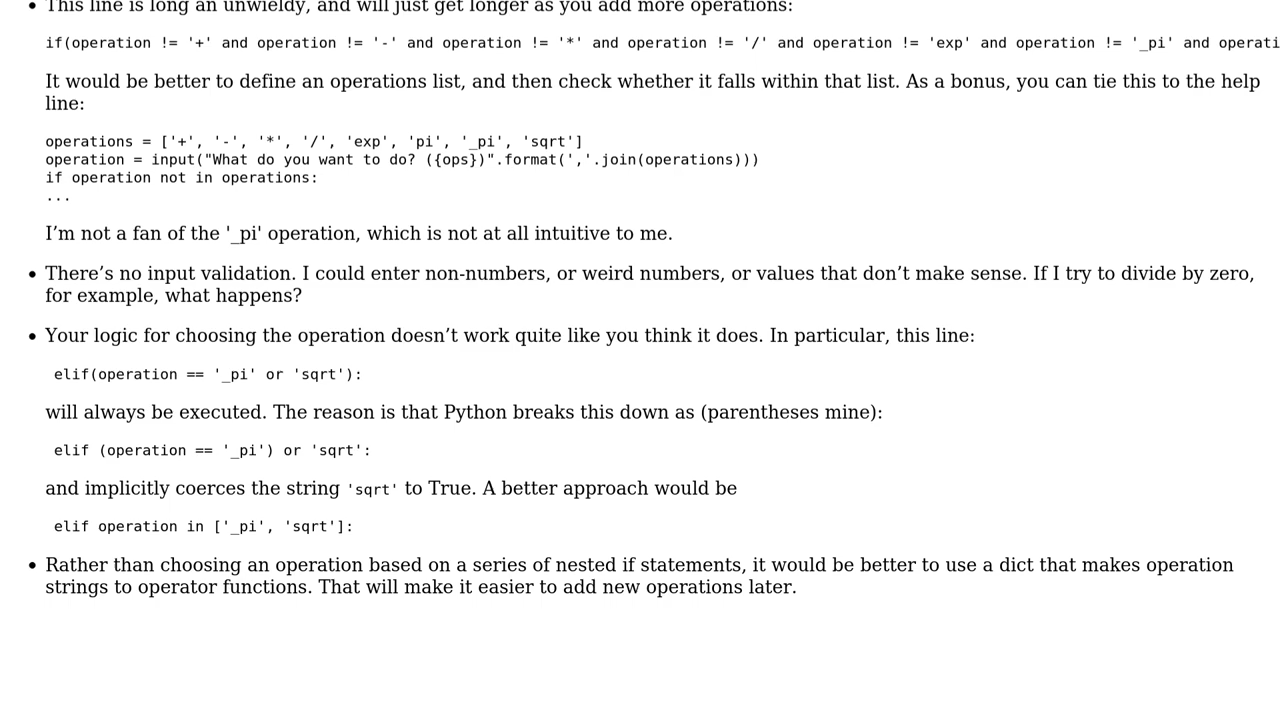 This line is long an unwieldy, and will just get longer as you add more operations:
if(operation != '+' and operation != '-' and operation != '*' and operation != '/' and operation != 'exp' and operation != '_pi' and operati
It would be better to define an operations list, and then check whether it falls within that list. As a bonus, you can tie this to the help
line:
operations = ['+', '-', '*', '/', 'exp', 'pi', '_pi', 'sqrt']
operation = input("What do you want to do? ({ops})".format(','.join(operations)))
if operation not in operations:
...
I’m not a fan of the '_pi' operation, which is not at all intuitive to me.
There’s no input validation. I could enter non-numbers, or weird numbers, or values that don’t make sense. If I try to divide by zero,
for example, what happens?
Your logic for choosing the operation doesn’t work quite like you think it does. In particular, this line:
elif(operation == '_pi' or 'sqrt'):
will always be executed. The reason is that Python breaks this down as (parentheses mine):
elif (operation == '_pi') or 'sqrt':
and implicitly coerces the string 'sqrt' to True. A better approach would be
elif operation in ['_pi', 'sqrt']:
Rather than choosing an operation based on a series of nested if statements, it would be better to use a dict that makes operation
strings to operator functions. That will make it easier to add new operations later.